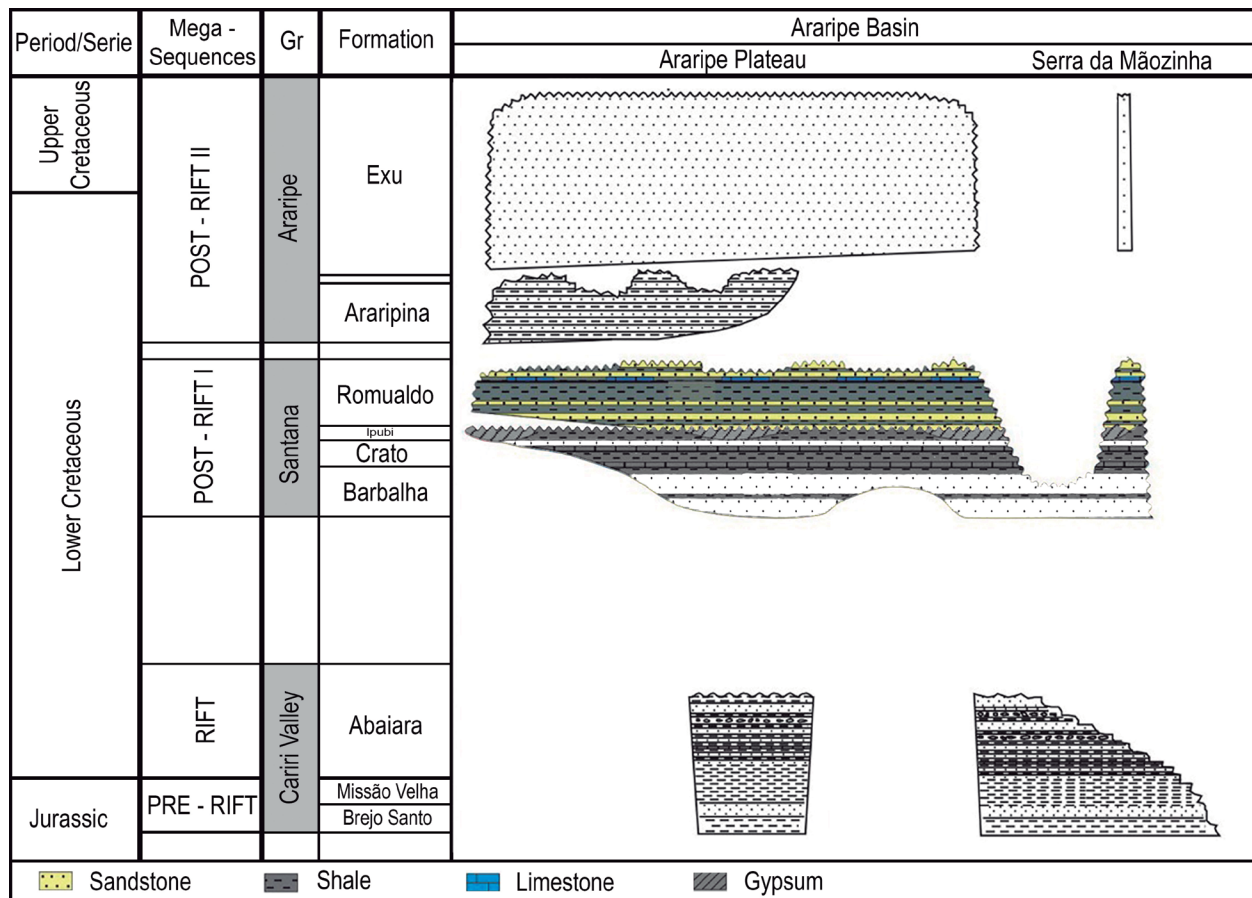 Period/Serie
Mega -
Sequences
Gr
Formation
Araripe Basin
Araripe Plateau
Serra da Mãozinha
Upper
Cretaceous
Lower Cretaceous
Jurassic
POST - RIFT II
POST - RIFT I
RIFT
PRE - RIFT
Araripe
Santana
Cariri Valley
Exu
Araripina
Romualdo
Ipubi
Crato
Barbalha
Abaiara
Missão Velha
Brejo Santo
Sandstone
Shale
Limestone
Gypsum